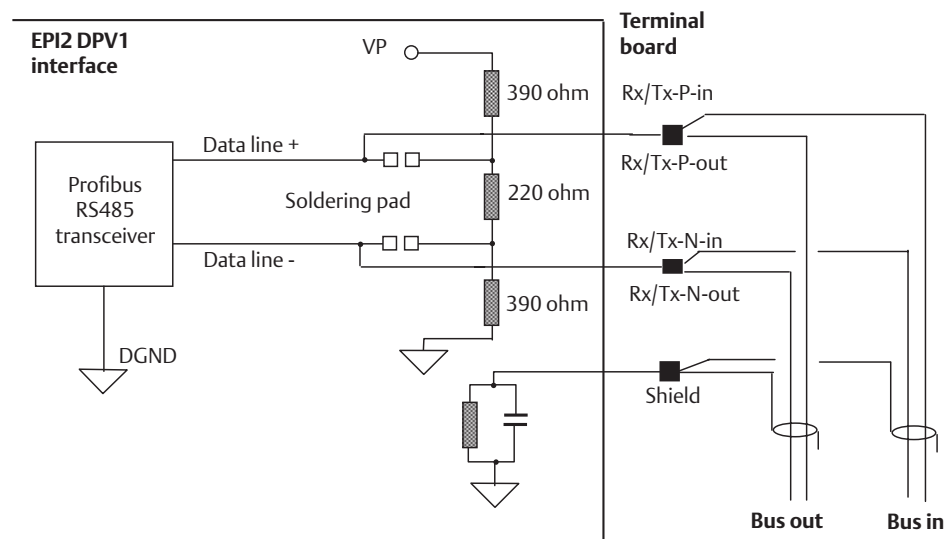 EPI2 DPV1
interface
Terminal
board
VP
390 ohm
Rx/Tx-P-in
Data line +
Rx/Tx-P-out
Profibus
RS485
transceiver
Soldering pad
220 ohm
Data line -
Rx/Tx-N-in
Rx/Tx-N-out
390 ohm
DGND
Shield
Bus out
Bus in